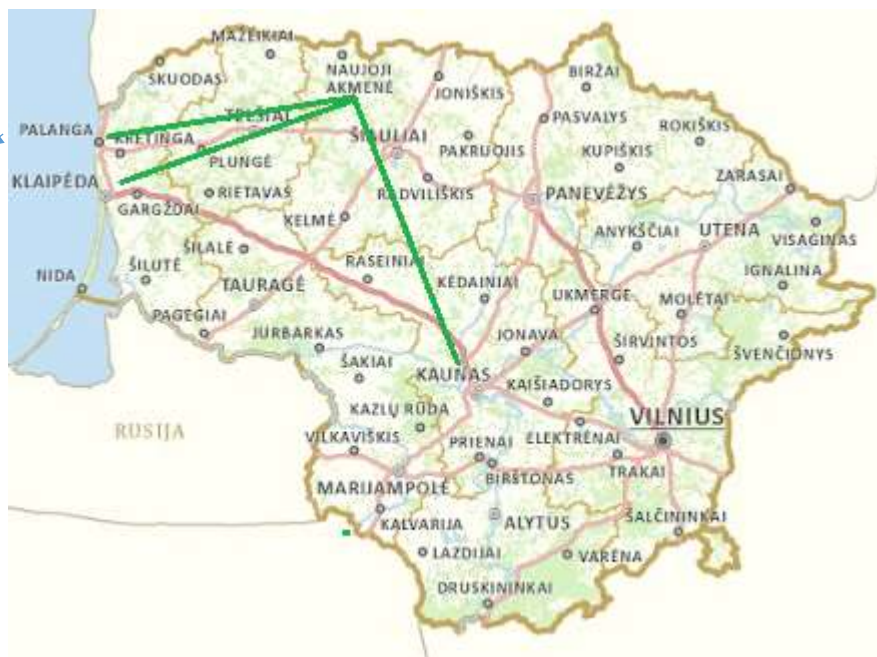 MAŽEIKIAI
SKUODAS
NAUJOJI
AKMENĖ
JONIŠKIS
BIRŽAI
PASVALYS
ROKIŠKIS
PALANGA
KRETINGA
TELŠIAI
ŠIAULIAI
PAKRUOJIS
KUPIŠKIS
PLUNGĖ
ZARASAI
KLAIPĖDA
RIETAVAS
RADVILIŠKIS
PANEVĖŽYS
GARGŽDAI
KELMĖ
ANYKŠČIAI
UTENA
VISAGINAS
ŠILALĖ
ŠILUTĖ
RASEINIAI
KĖDAINIAI
IGNALINA
NIDA
TAURAGĖ
UKMERGĖ
MOLĖTAI
PAGĖGIAI
JURBARKAS
JONAVA
ŠIRVINTOS
ŠVENČIONYS
ŠAKIAI
KAUNAS
KAIŠIADORYS
KAZLŲ RŪDA
VILNIUS
RUSIJA
VILKAVIŠKIS
PRIENAI
ELEKTRĖNAI
MARIJAMPOLĖ
BIRŠTONAS
TRAKAI
KALVARIJA
ALYTUS
ŠALČININKAI
LAZDIJAI
VARĖNA
DRUSKININKAI